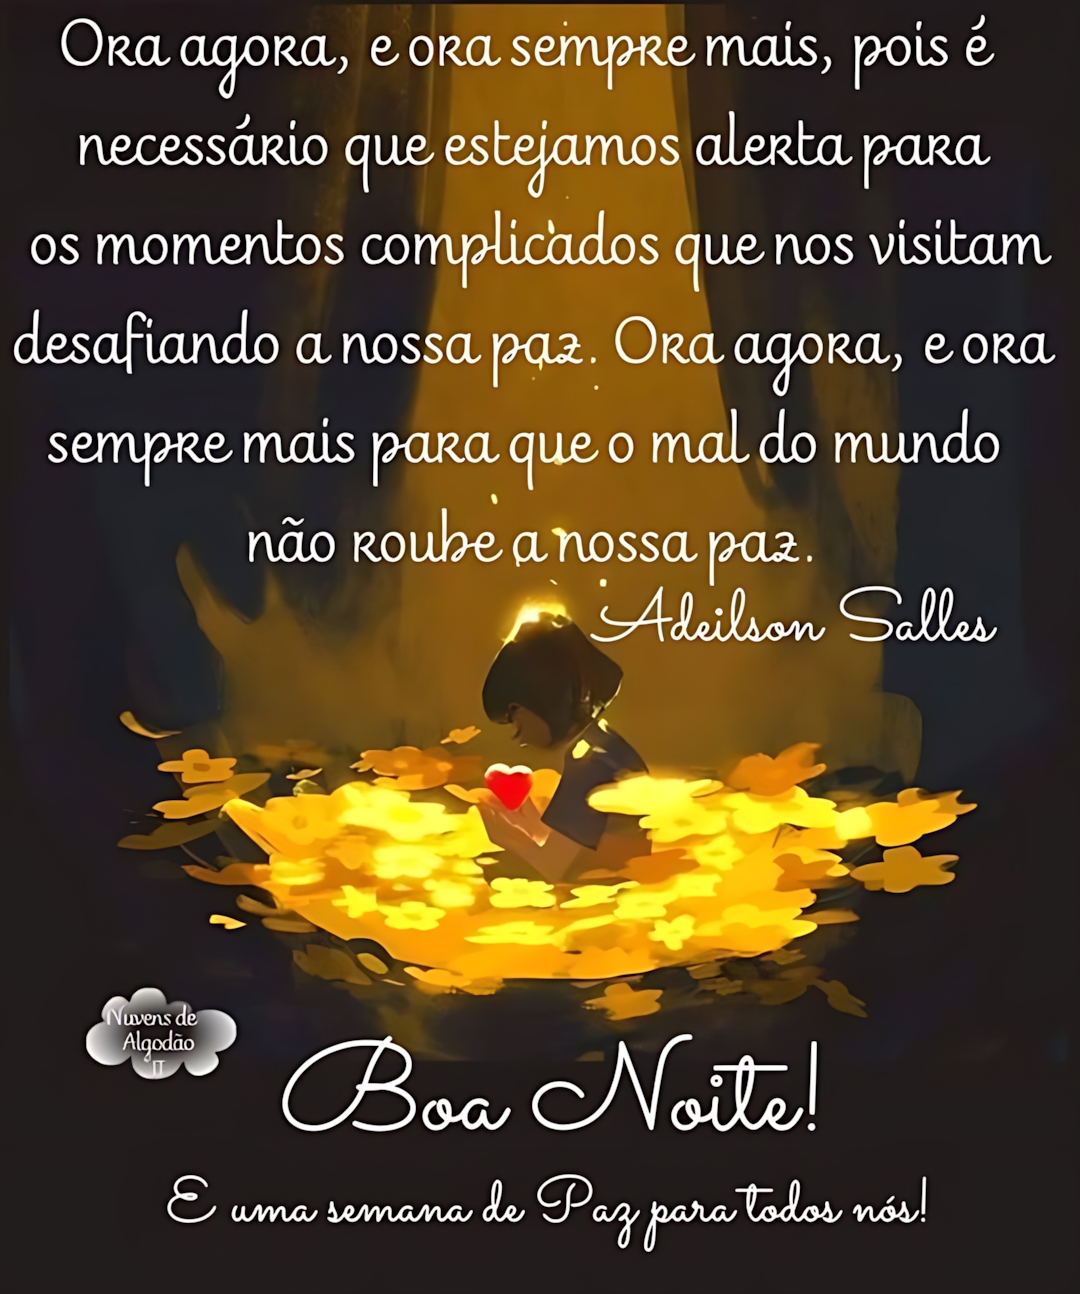 Ora agora, e ora sempre mais, pois é
necessário que estejamos alerta para
os momentos complicados que nos visitam
desafiando a nossa paz. Ora agora, e ora
sempre mais para que o mal do mundo
não roube a nossa paz.
Adeilson Salles
Nuvens de
Algodão
JT
Boa Noite!
E uma semana de Paz para todos nós!